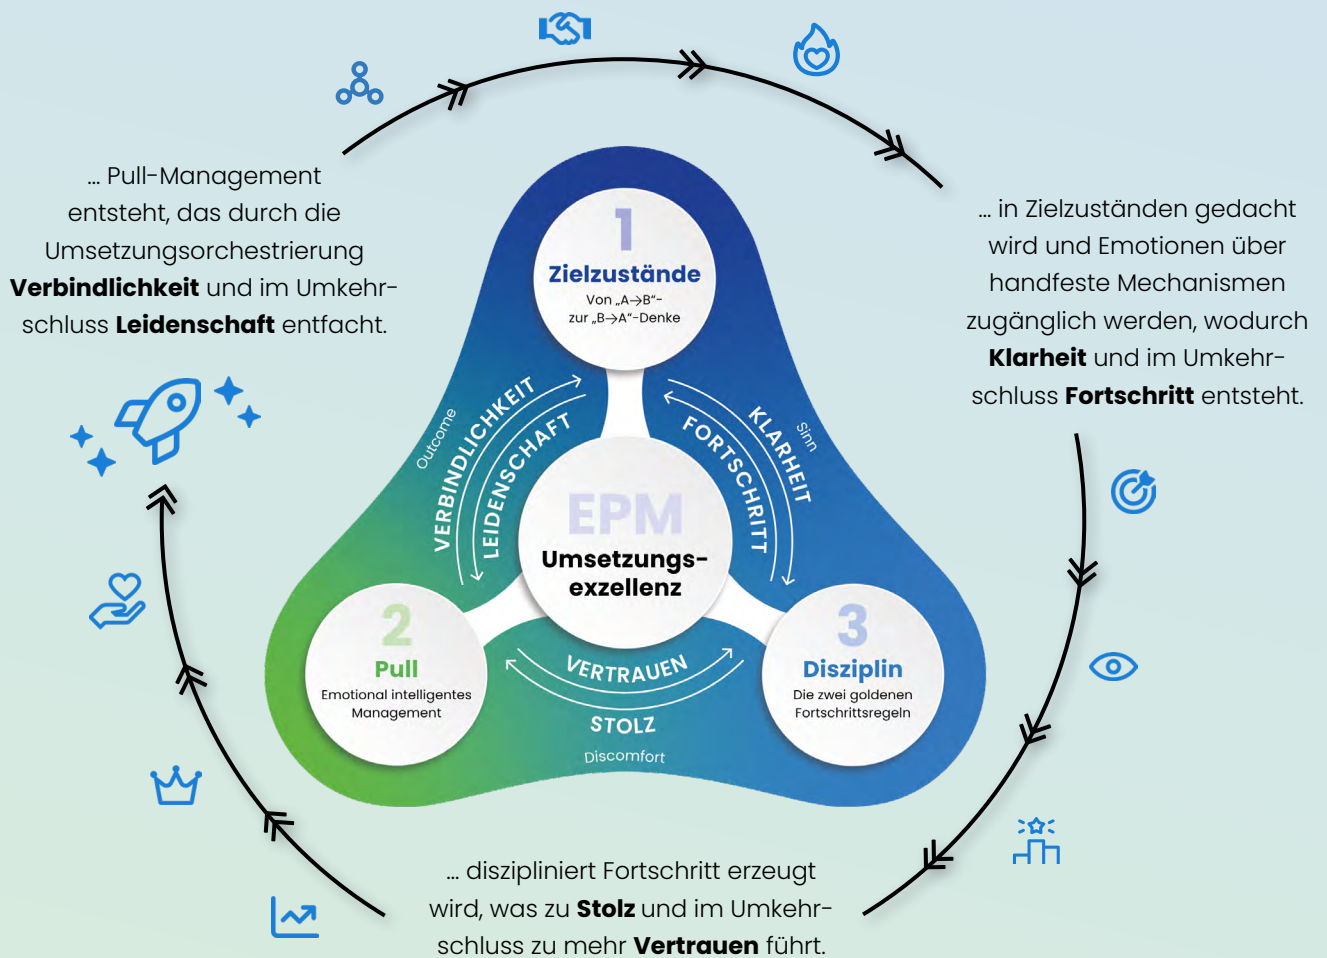 ... Pull-Management
entsteht, das durch die
Umsetzungsorchestrierung
Verbindlichkeit und im Umkehr-
schluss Leidenschaft entfacht.
... in Zielzuständen gedacht
wird und Emotionen über
handfeste Mechanismen
zugänglich werden, wodurch
Klarheit und im Umkehr-
schluss Fortschritt entsteht.
1
Zielzustände
Von „A→B“-
zur „B→A“-Denke
Outcome
VERBINDLICHKEIT
LEIDENSCHAFT
FORTSCHRITT
KLARHEIT
Sinn
EPM
Umsetzungs-
exzellenz
2
Pull
Emotional intelligentes
Management
3
Disziplin
Die zwei goldenen
Fortschrittsregeln
VERTRAUEN
STOLZ
Discomfort
... diszipliniert Fortschritt erzeugt
wird, was zu Stolz und im Umkehr-
schluss zu mehr Vertrauen führt.